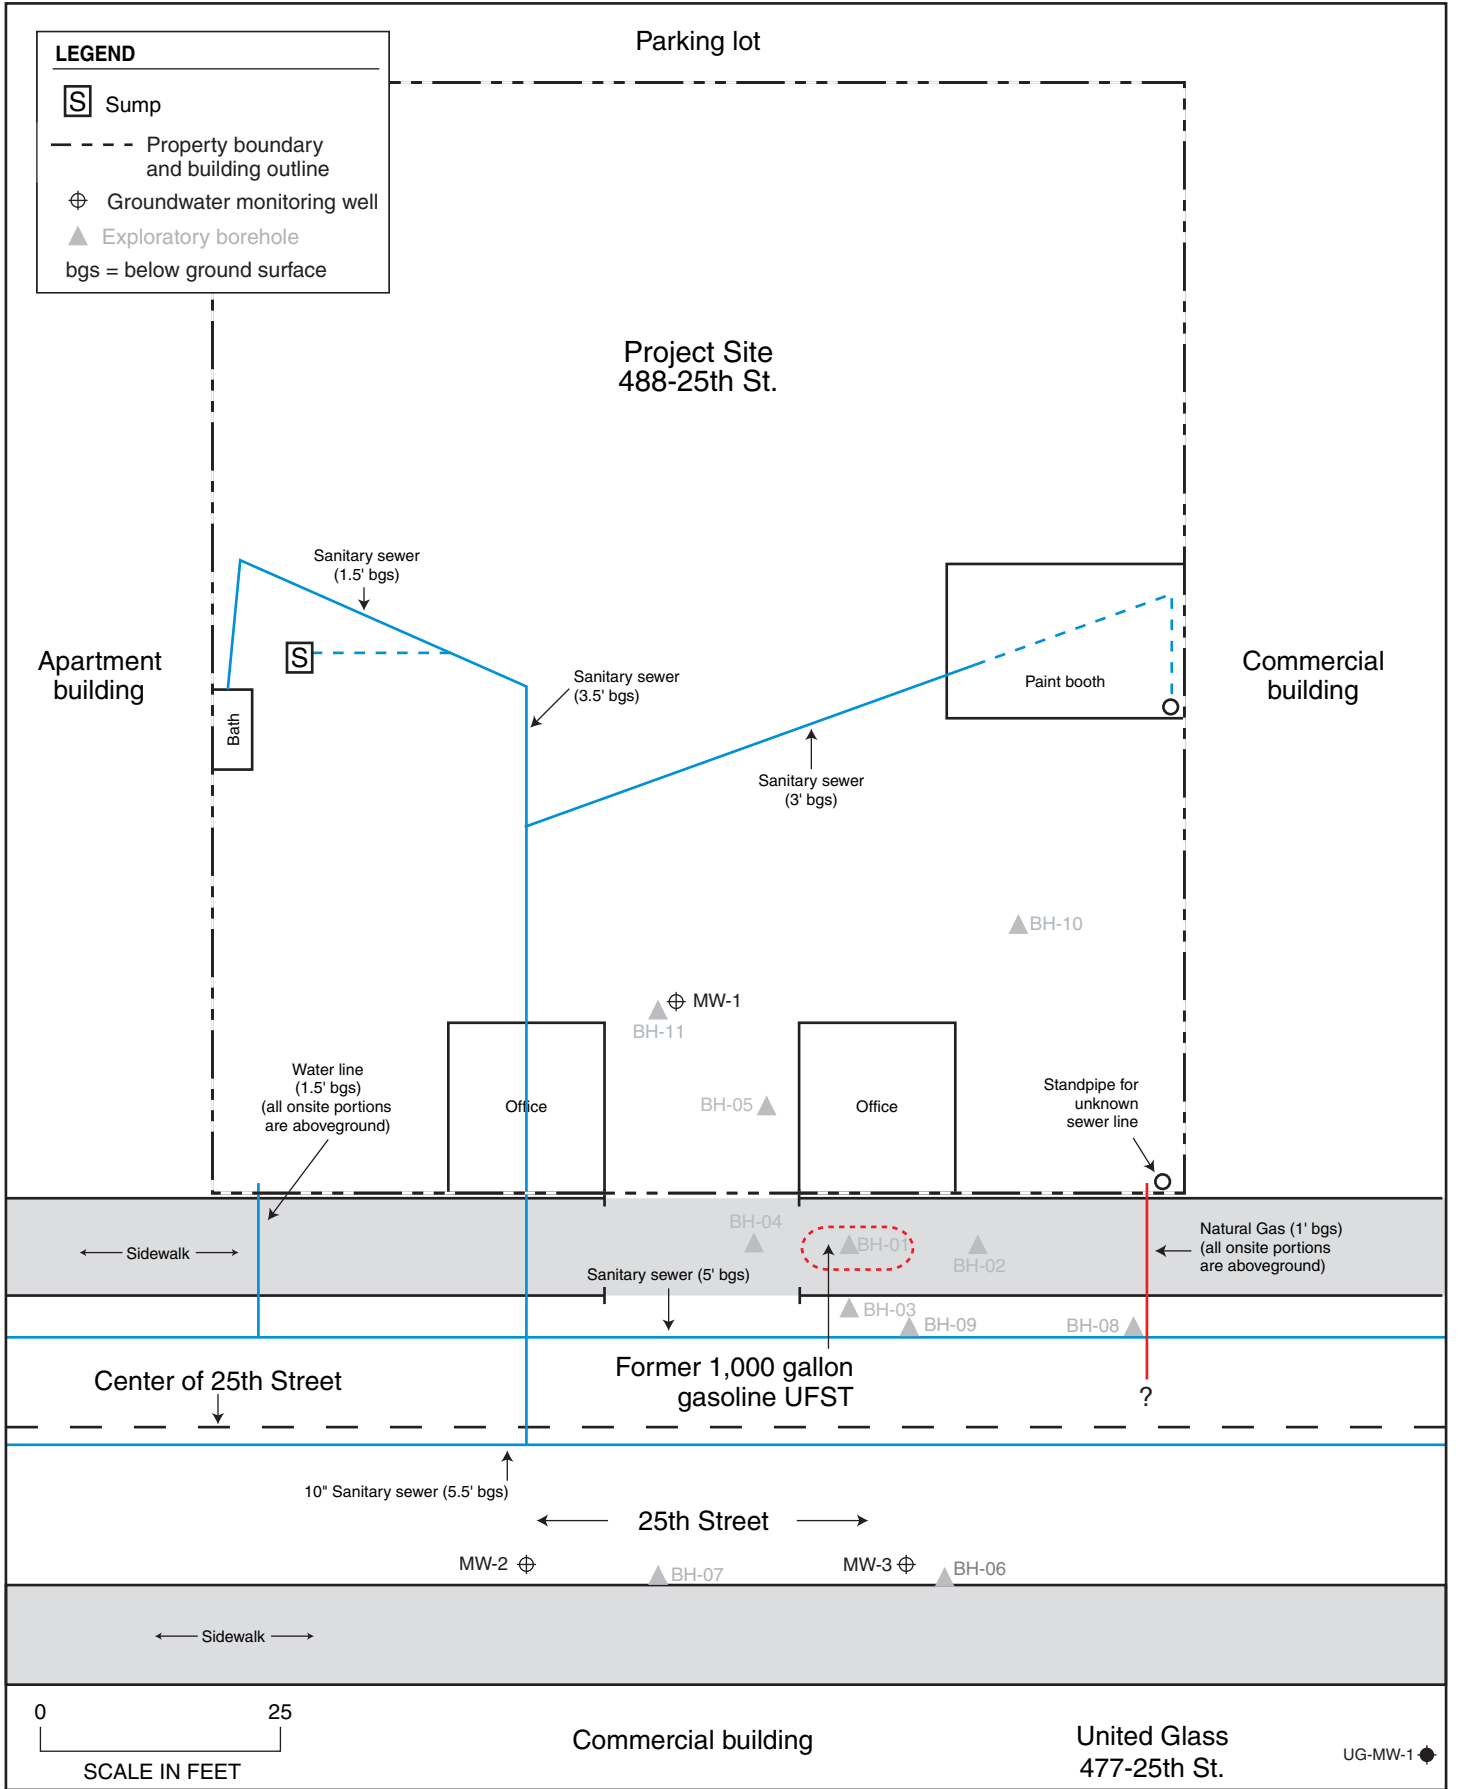 Parking lot
LEGEND
S Sump
Property boundary
and building outline
Groundwater monitoring well
Exploratory borehole
bgs = below ground surface
Project Site
488-25th St.
Sanitary sewer
(1.5' bgs)
S
Apartment
building
Bath
Sanitary sewer
(3.5' bgs)
Paint booth
Commercial
building
Sanitary sewer
(3' bgs)
BH-10
MW-1
BH-11
Water line
(1.5' bgs)
(all onsite portions
are aboveground)
Office
BH-05
Office
Standpipe for
unknown
sewer line
Sidewalk
BH-04
BH-01
BH-02
Natural Gas (1' bgs)
(all onsite portions
are aboveground)
Sanitary sewer (5' bgs)
BH-03
BH-09
BH-08
Center of 25th Street
Former 1,000 gallon
gasoline UFST
?
10" Sanitary sewer (5.5' bgs)
25th Street
MW-2
BH-07
MW-3
BH-06
Sidewalk
0 25
SCALE IN FEET
Commercial building
United Glass
477-25th St.
UG-MW-1